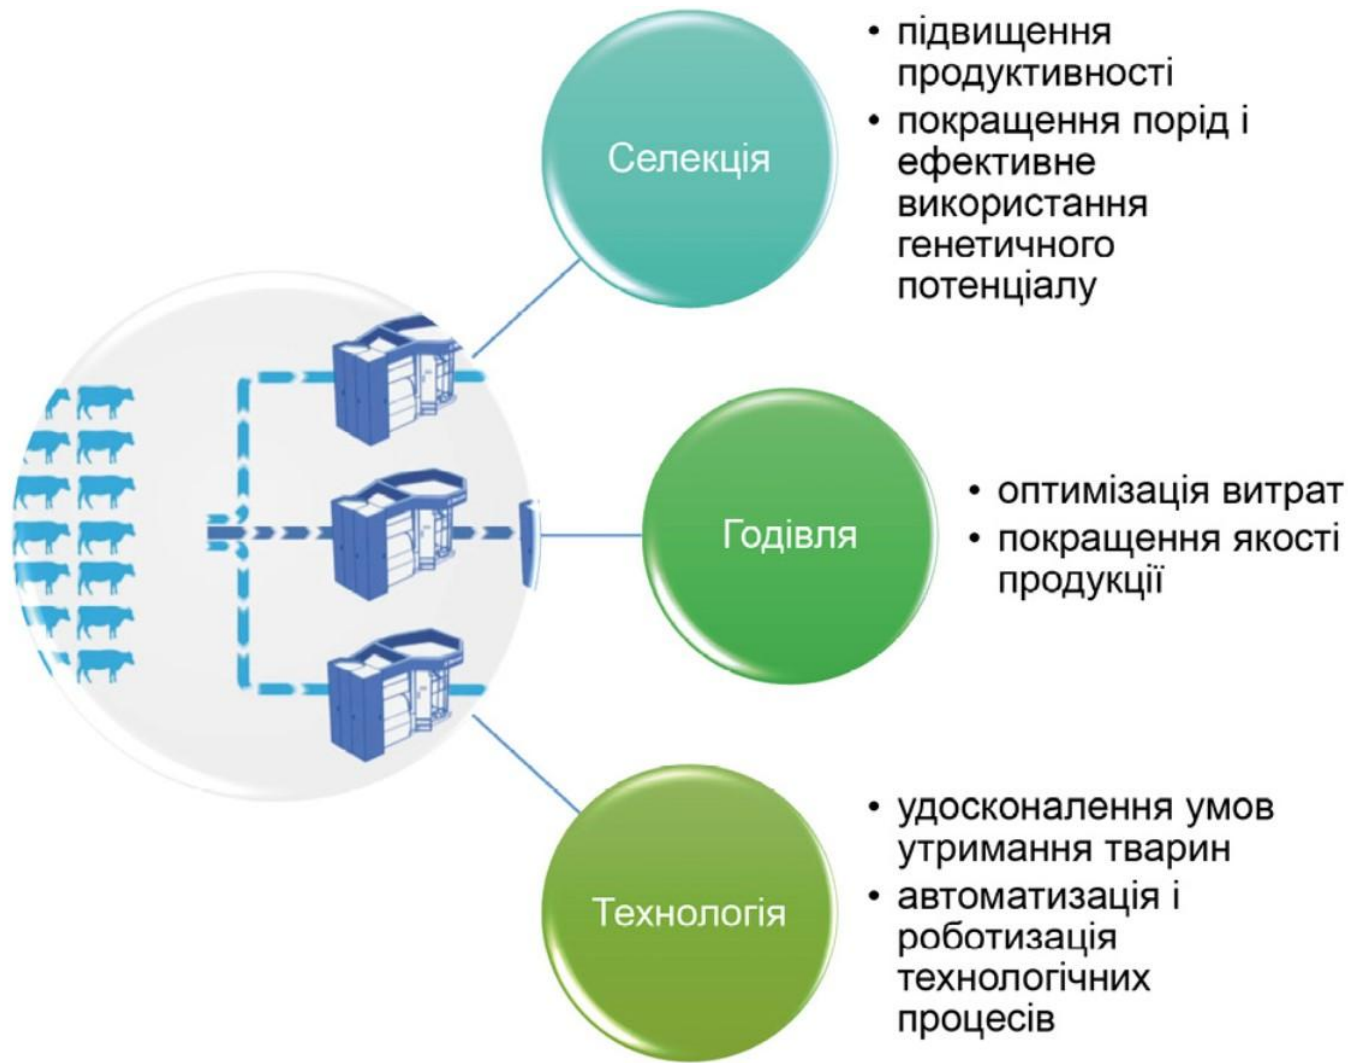 Селекція
• підвищення
продуктивності
• покращення порід і
ефективне
використання
генетичного
потенціалу
Годівля
• оптимізація витрат
• покращення якості
продукції
Технологія
• удосконалення умов
утримання тварин
• автоматизація і
роботизація
технологічних
процесів